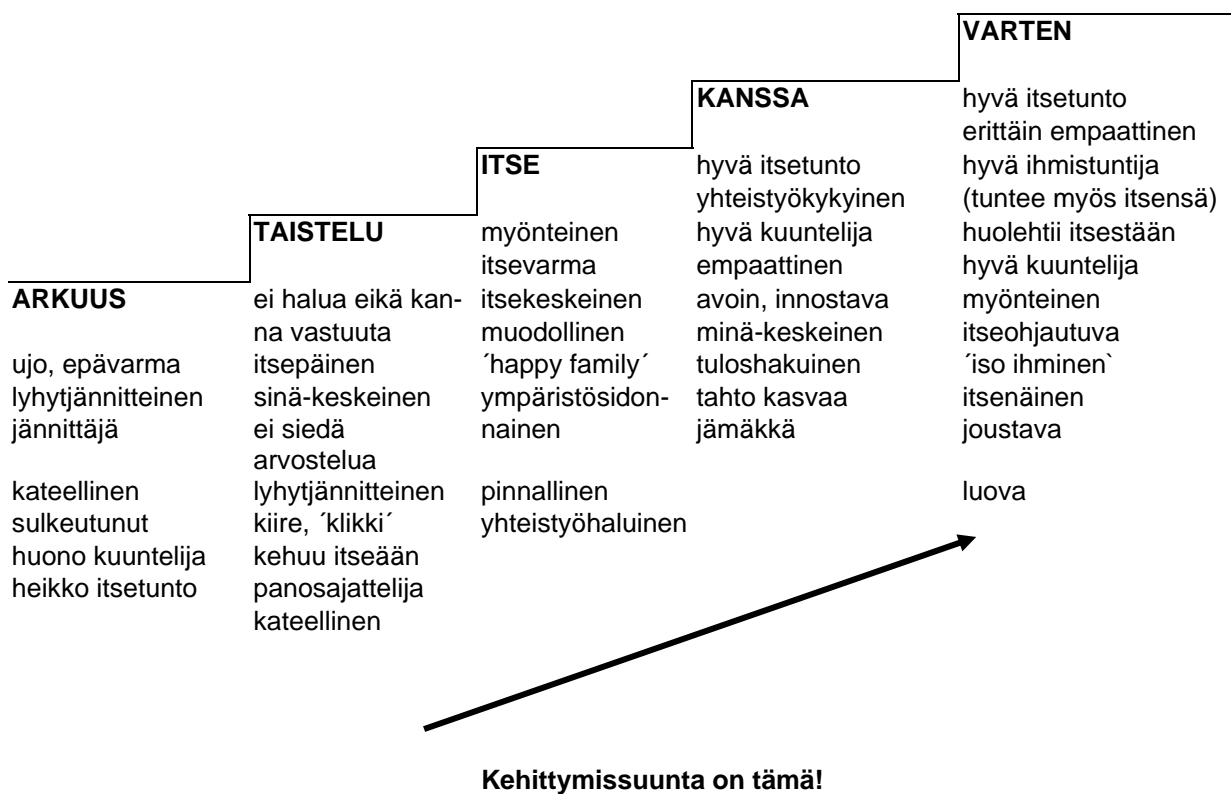 ARKUUS
ujo, epävarma
lyhytjännitteinen
jännittäjä
kateellinen
sulkeutunut
huono kuuntelija
heikko itsetunto
TAISTELU
ei halua eikä kan-
na vastuuta
itsepäinen
sinä-keskeinen
ei siedä
arvostelua
lyhytjännitteinen
kiire, ´klikki´
kehuu itseään
panosajattelija
kateellinen
ITSE
myönteinen
itsevarma
itsekeskeinen
muodollinen
´happy family´
ympäristösidon-
nainen
pinnallinen
yhteistyöhaluinen
KANSSA
hyvä itsetunto
yhteistyökykyinen
hyvä kuuntelija
empaattinen
avoin, innostava
minä-keskeinen
tuloshakuinen
tahto kasvaa
jämäkkä
VARTEN
hyvä itsetunto
erittäin empaattinen
hyvä ihmistuntija
(tuntee myös itsensä)
huolehtii itsestään
hyvä kuuntelija
myönteinen
itseohjautuva
´iso ihminen`
itsenäinen
joustava
luova
Kehittymissuunta on tämä!